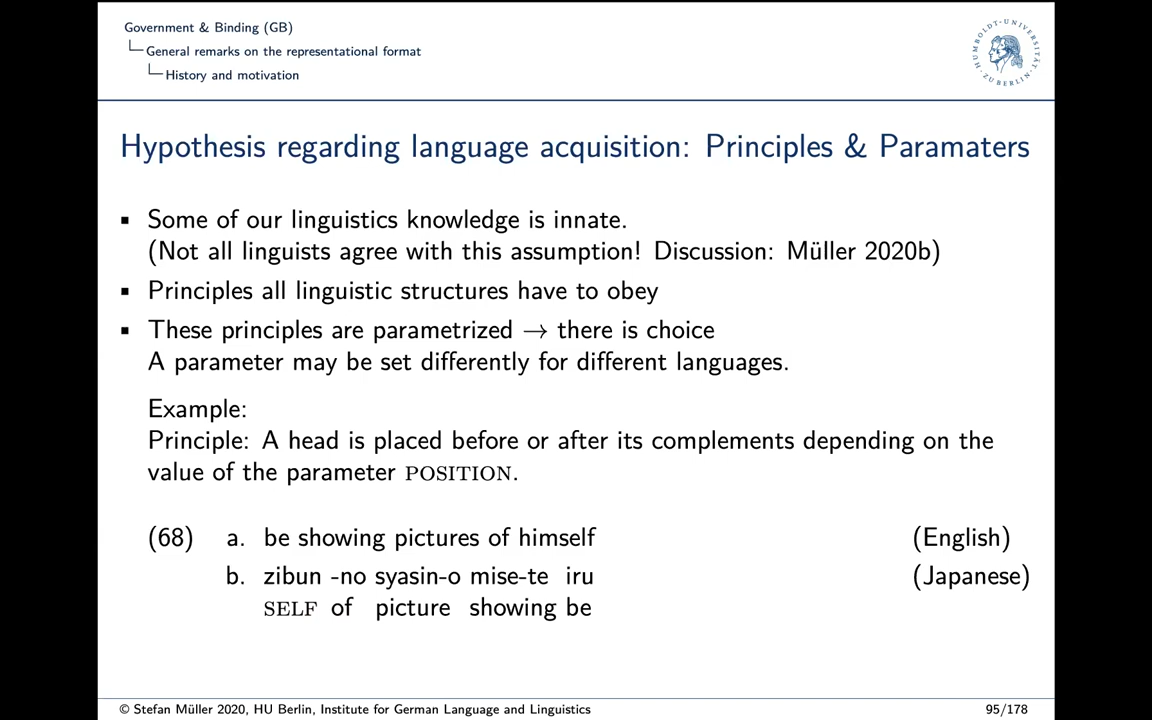 Government & Binding (GB)
General remarks on the representational format
History and motivation
HUMBOLDT-UNIVERSITÄT · ZU BERLIN ·
Hypothesis regarding language acquisition: Principles & Paramaters
▪ Some of our linguistics knowledge is innate.
(Not all linguists agree with this assumption! Discussion: Müller 2020b)
▪ Principles all linguistic structures have to obey
▪ These principles are parametrized → there is choice
A parameter may be set differently for different languages.
Example:
Principle: A head is placed before or after its complements depending on the
value of the parameter POSITION.
(68) a. be showing pictures of himself (English)
b. zibun -no syasin-o mise-te iru (Japanese)
SELF of picture showing be
© Stefan Müller 2020, HU Berlin, Institute for German Language and Linguistics 95/178